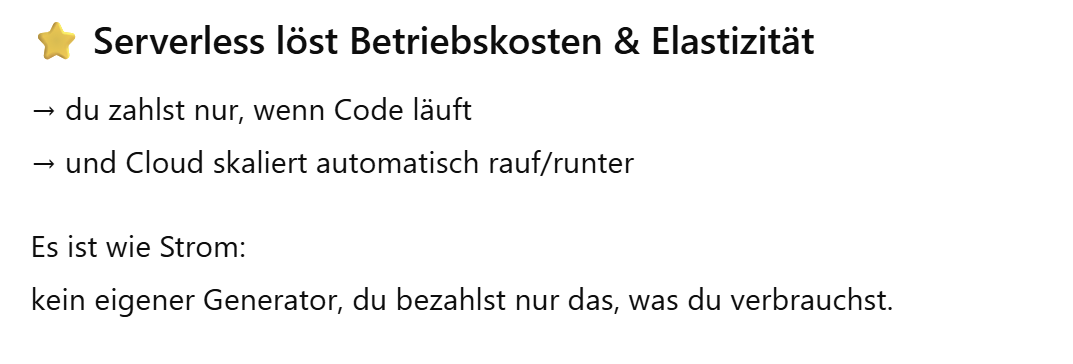 ⭐ Serverless löst Betriebskosten & Elastizität
→ du zahlst nur, wenn Code läuft
→ und Cloud skaliert automatisch rauf/runter
Es ist wie Strom:
kein eigener Generator, du bezahlst nur das, was du verbrauchst.